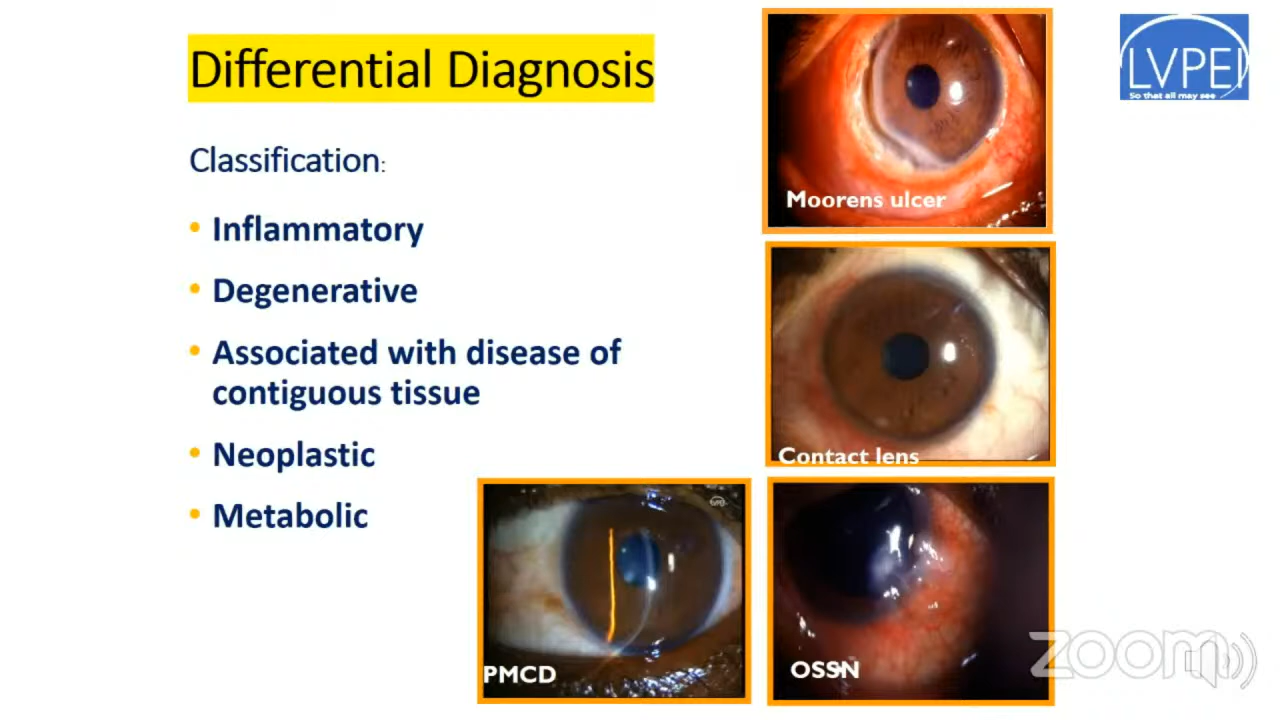 Differential Diagnosis
LVPEI
So that all may see
Classification:
• Inflammatory
• Degenerative
• Associated with disease of
contiguous tissue
• Neoplastic
• Metabolic
Moorens ulcer
Contact lens
PMCD
OSSN
zoom